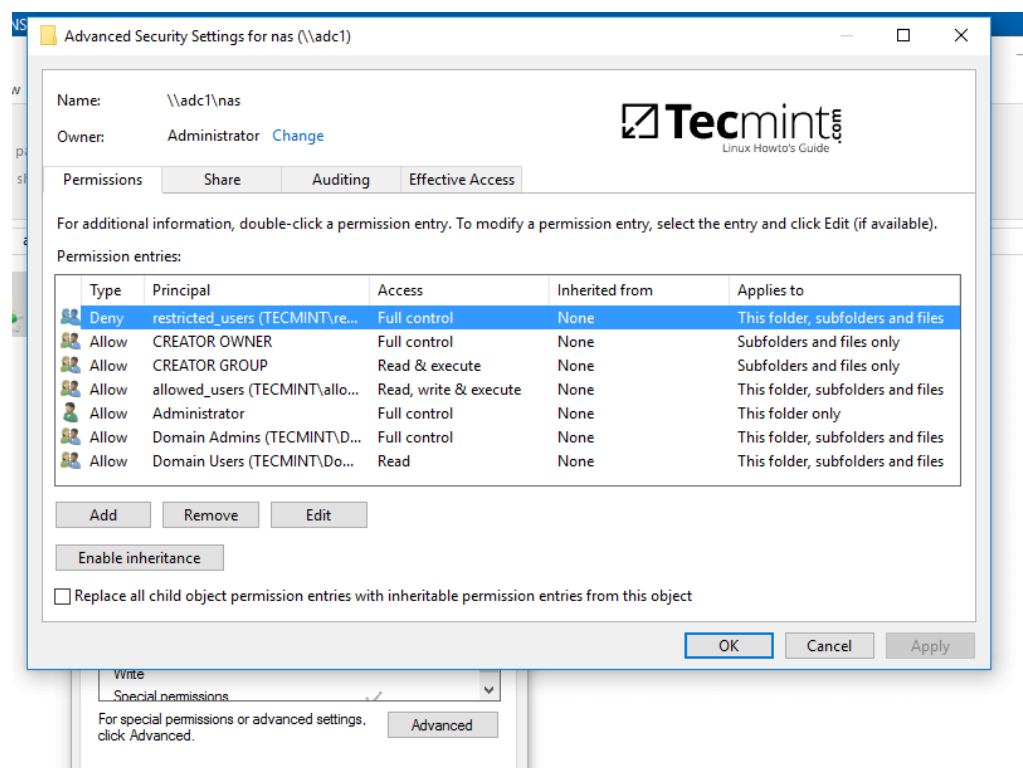 NS
Advanced Security Settings for nas (\\adc1)
w
Name: \\adc1\nas
Tecmint.com
Linux Howto's Guide
Owner: Administrator Change
Permissions Share Auditing Effective Access
For additional information, double-click a permission entry. To modify a permission entry, select the entry and click Edit (if available).
Permission entries:
Type Principal Access Inherited from Applies to
Deny restricted_users (TECMINT\re... Full control None This folder, subfolders and files
Allow CREATOR OWNER Full control None Subfolders and files only
Allow CREATOR GROUP Read & execute None Subfolders and files only
Allow allowed_users (TECMINT\allo... Read, write & execute None This folder, subfolders and files
Allow Administrator Full control None This folder only
Allow Domain Admins (TECMINT\D... Full control None This folder, subfolders and files
Allow Domain Users (TECMINT\Do... Read None This folder, subfolders and files
Add Remove Edit
Enable inheritance
Replace all child object permission entries with inheritable permission entries from this object
OK Cancel Apply
Write
Special permissions
For special permissions or advanced settings, click Advanced.
Advanced